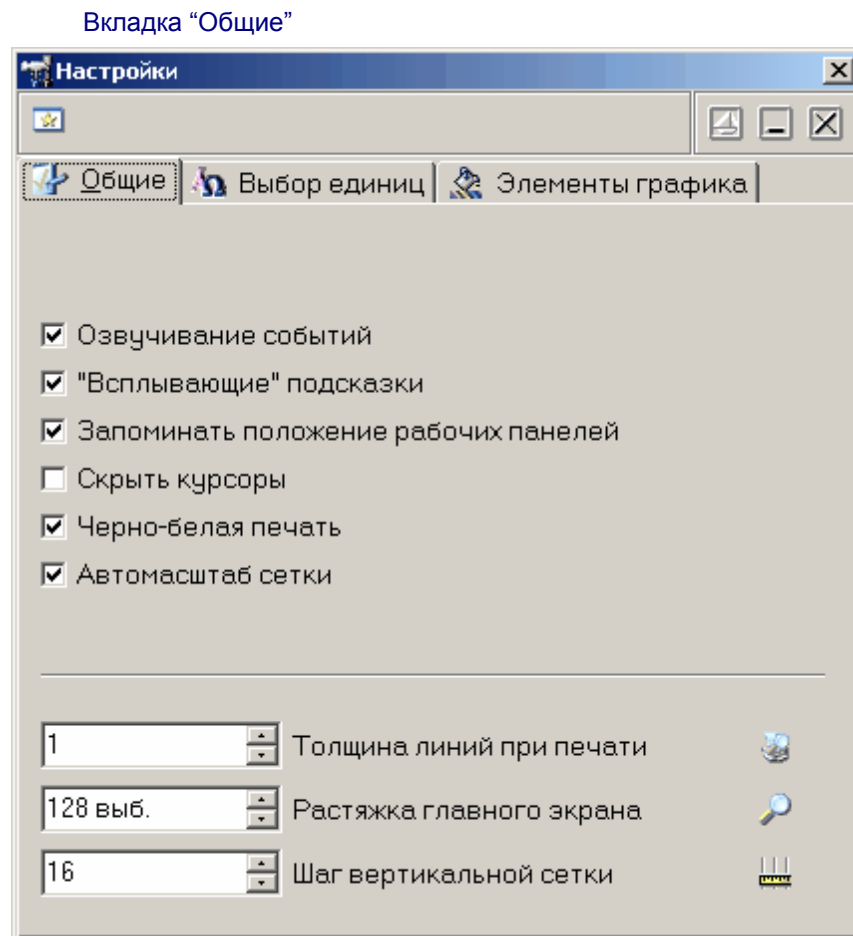 Вкладка “Общие”
Настройки
Общие
Выбор единиц
Элементы графика
Озвучивание событий
"Всплывающие" подсказки
Запоминать положение рабочих панелей
Скрыть курсоры
Черно-белая печать
Автомасштаб сетки
1 Толщина линий при печати
128 выб. Растяжка главного экрана
16 Шаг вертикальной сетки